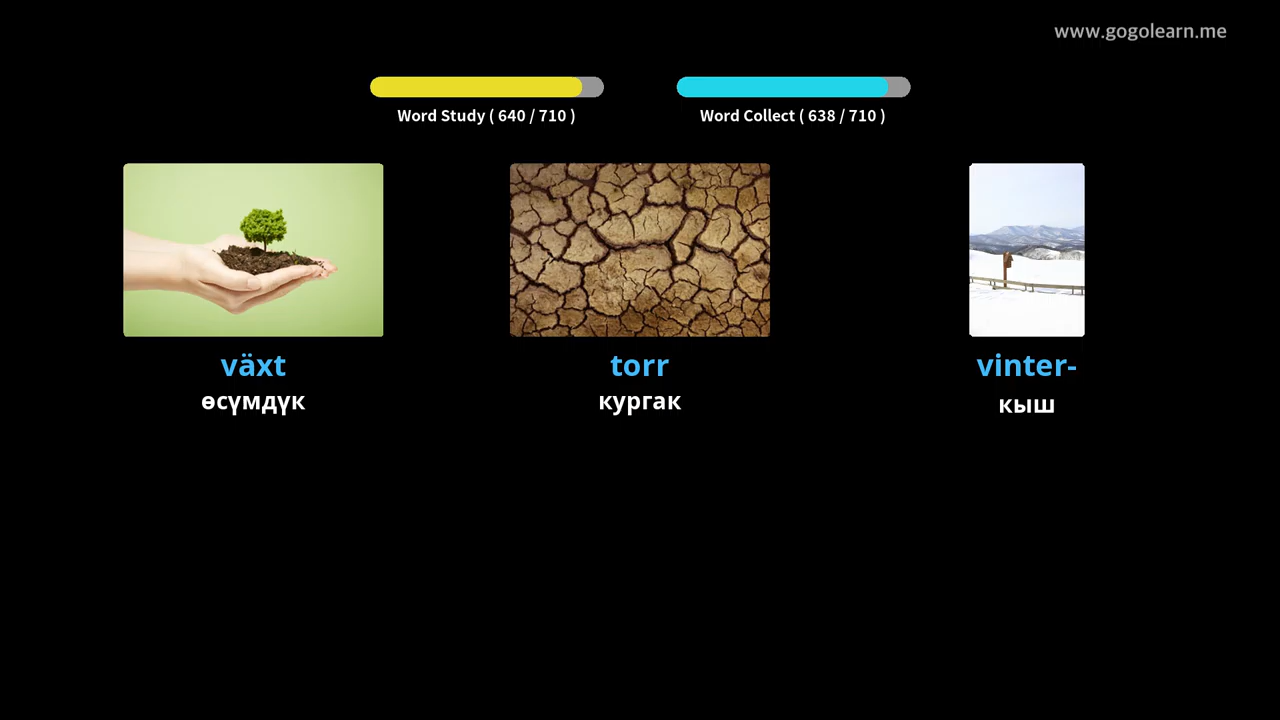 www.gogolearn.me
Word Study ( 640 / 710 )
Word Collect ( 638 / 710 )
växt
өсүмдүк
torr
кургак
vinter-
кыш